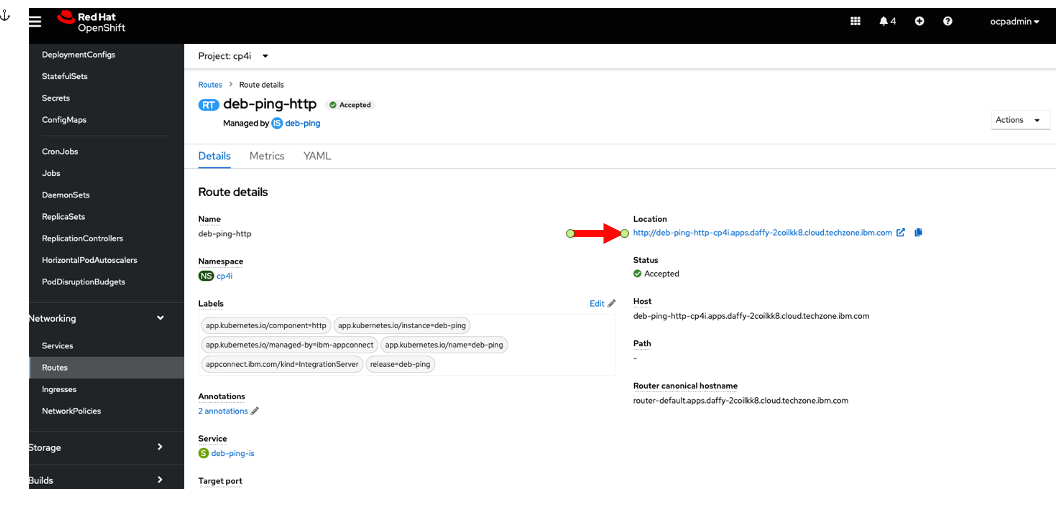 Red Hat
OpenShift
4
ocpadmin
DeploymentConfigs
StatefulSets
Secrets
ConfigMaps
CronJobs
Jobs
DaemonSets
ReplicaSets
ReplicationControllers
HorizontalPodAutoscalers
PodDisruptionBudgets
Networking
Services
Routes
Ingresses
NetworkPolicies
Storage
Builds
Project: cp4i
Routes > Route details
RT deb-ping-http Accepted
Managed by IS deb-ping
Actions
Details Metrics YAML
Route details
Name
deb-ping-http
Namespace
NS cp4i
Labels
Edit
app.kubernetes.io/component=http app.kubernetes.io/instance=deb-ping
app.kubernetes.io/managed-by=ibm-appconnect app.kubernetes.io/name=deb-ping
appconnect.ibm.com/kind=IntegrationServer release=deb-ping
Annotations
2 annotations
Service
S deb-ping-is
Target port
Location
http://deb-ping-http-cp4i.apps.daffy-2coilkk8.cloud.techzone.ibm.com
Status
Accepted
Host
deb-ping-http-cp4i.apps.daffy-2coilkk8.cloud.techzone.ibm.com
Path
-
Router canonical hostname
router-default.apps.daffy-2coilkk8.cloud.techzone.ibm.com